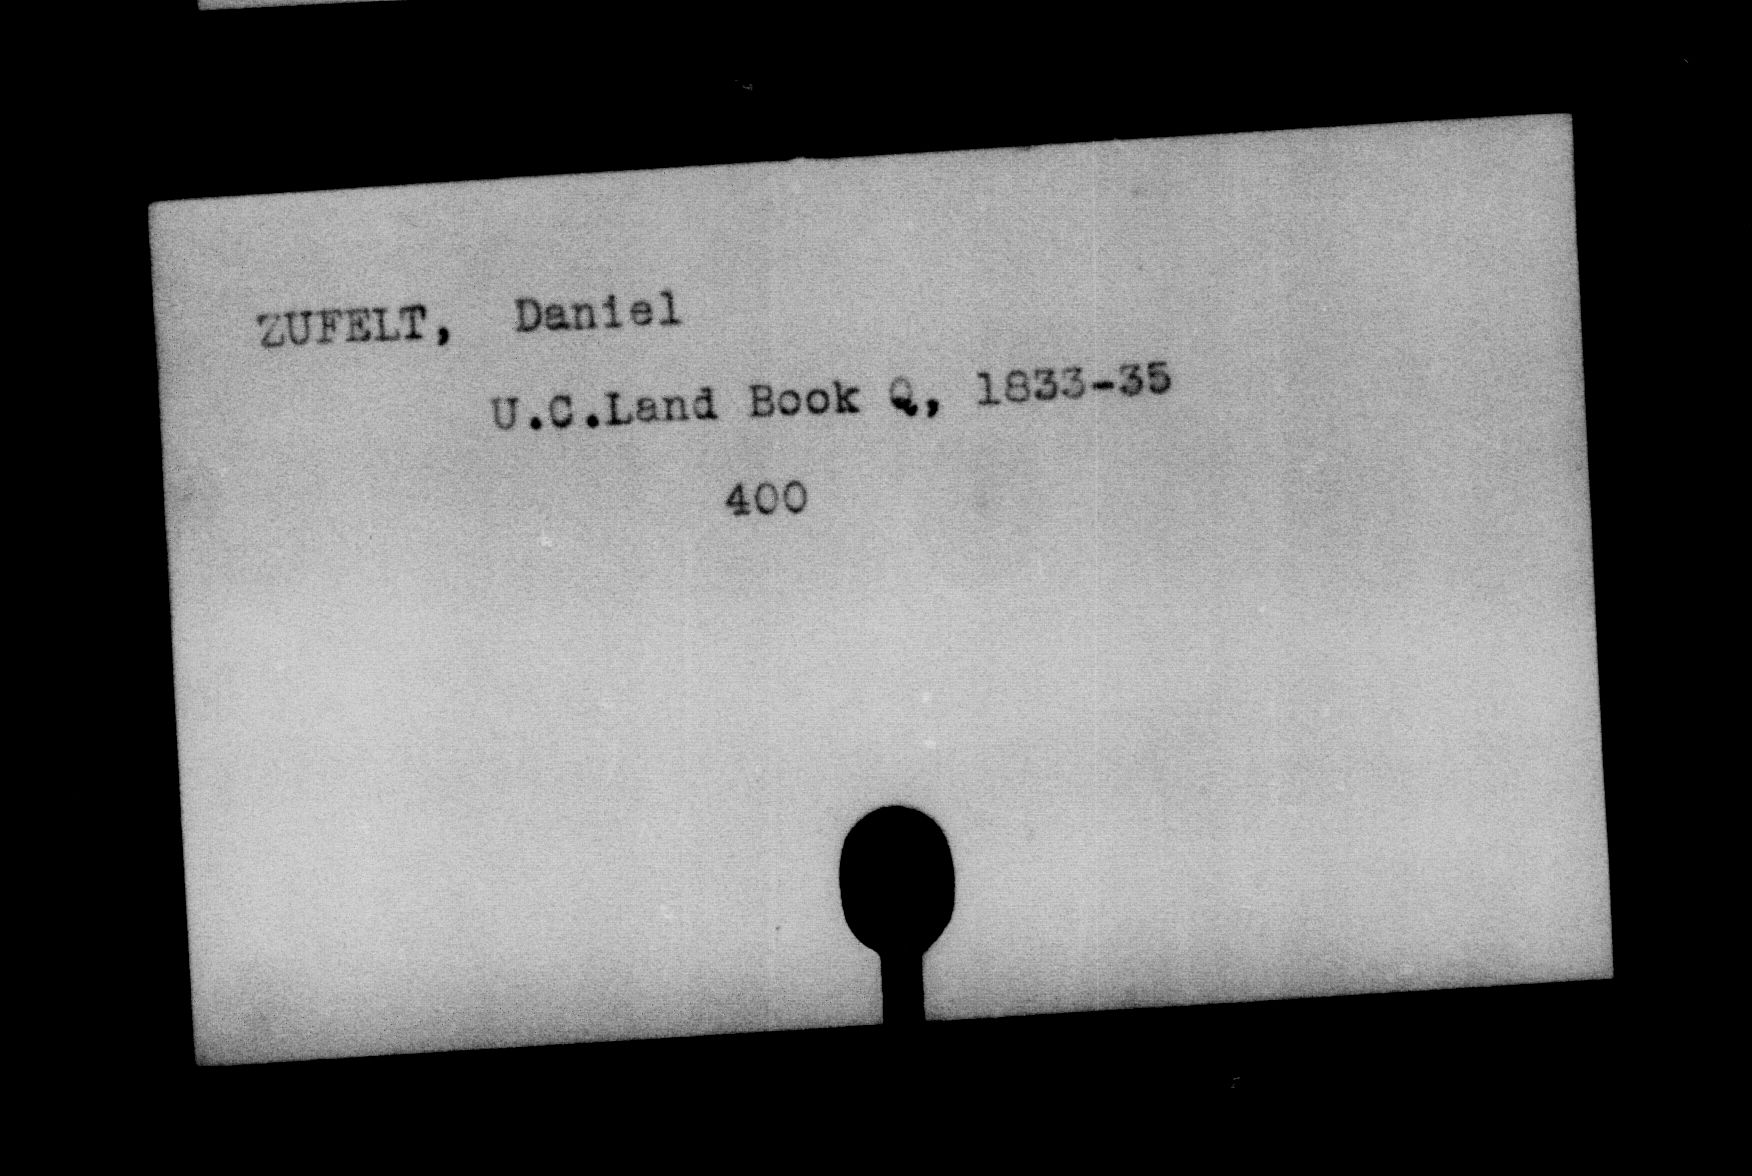 ZUFELT, Daniel
U.C.Land Book Q, 1833-35
400